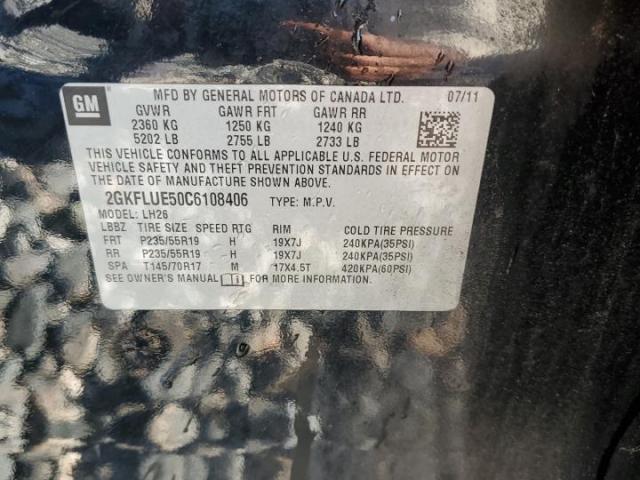 GM
MFD BY GENERAL MOTORS OF CANADA LTD. 07/11
GVWR GAWR FRT GAWR RR
2360 KG 1250 KG 1240 KG
5202 LB 2755 LB 2733 LB
THIS VEHICLE CONFORMS TO ALL APPLICABLE U.S. FEDERAL MOTOR
VEHICLE SAFETY AND THEFT PREVENTION STANDARDS IN EFFECT ON
THE DATE OF MANUFACTURE SHOWN ABOVE.
2GKFLUE50C6108406 TYPE: M.P.V.
MODEL: LH26
LBBZ TIRE SIZE SPEED RTG RIM COLD TIRE PRESSURE
FRT P235/55R19 H 19X7J 240KPA(35PSI)
RR P235/55R19 H 19X7J 240KPA(35PSI)
SPA T145/70R17 M 17X4.5T 420KPA(60PSI)
SEE OWNER'S MANUAL FOR MORE INFORMATION.